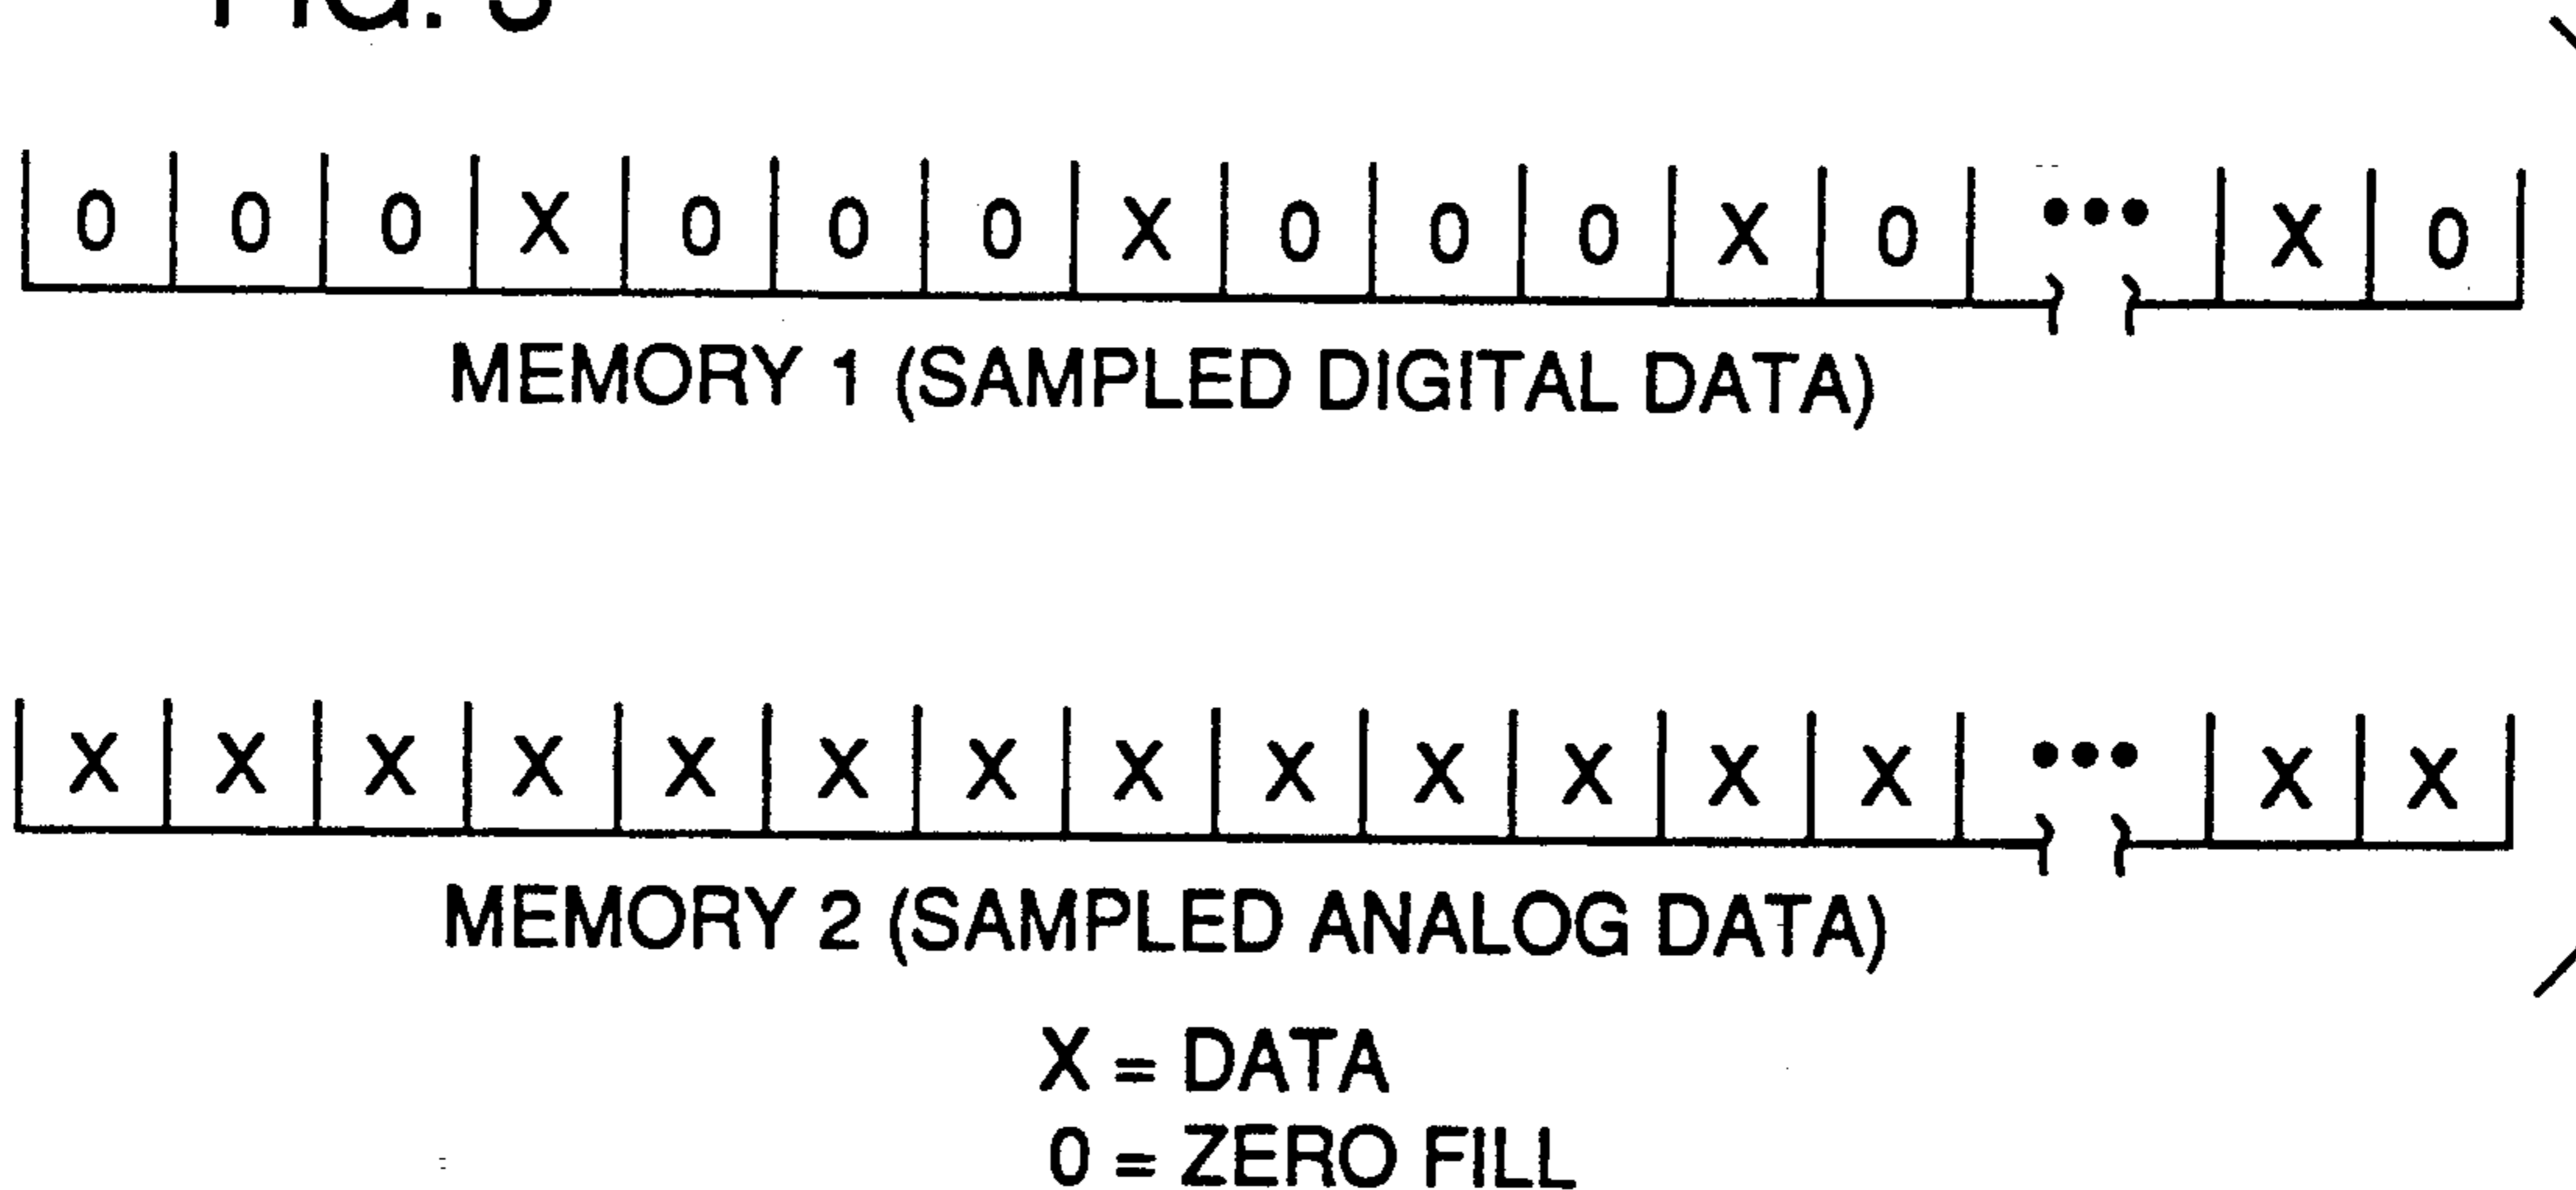 FIG.
0 0 0 X 0 0 0 X 0 0 0 X 0 ••• X 0
MEMORY 1 (SAMPLED DIGITAL DATA)
X X X X X X X X X X X X X ••• X X
MEMORY 2 (SAMPLED ANALOG DATA)
X = DATA
0 = ZERO FILL